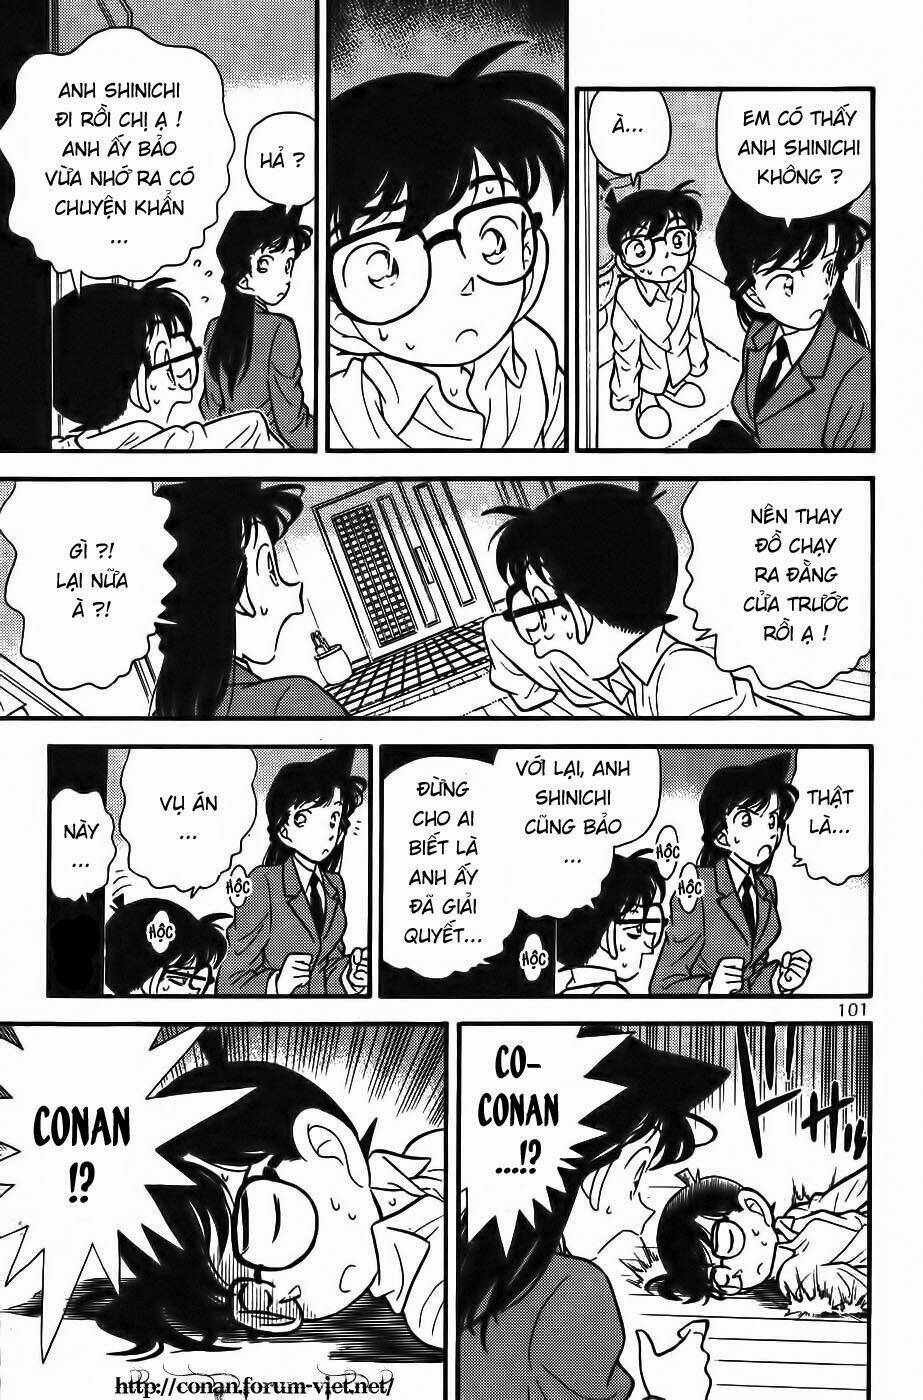 EM CÓ THẤY
ANH SHINICHI
KHÔNG ?
À...
HẢ ?
ANH SHINICHI
ĐI RỒI CHỊ Ạ !
ANH ẤY BẢO
VỪA NHỚ RA CÓ
CHUYỆN KHẨN
...
NÊN THAY
ĐỒ CHẠY
RA ĐẰNG
CỬA TRƯỚC
RỒI Ạ !
GÌ ?!
LẠI NỮA
À ?!
THẬT
LÀ...
VỚI LẠI, ANH
SHINICHI
CŨNG BẢO
...
HỘC
HỘC
HỘC
ĐỪNG
CHO AI
BIẾT LÀ
ANH ẤY
ĐÃ GIẢI
QUYẾT...
VỤ ÁN
...
HỘC
HỘC
NÀY
...
101
CO-
CONAN
...!?
CONAN
!?
http://conan.forum-viet.net/